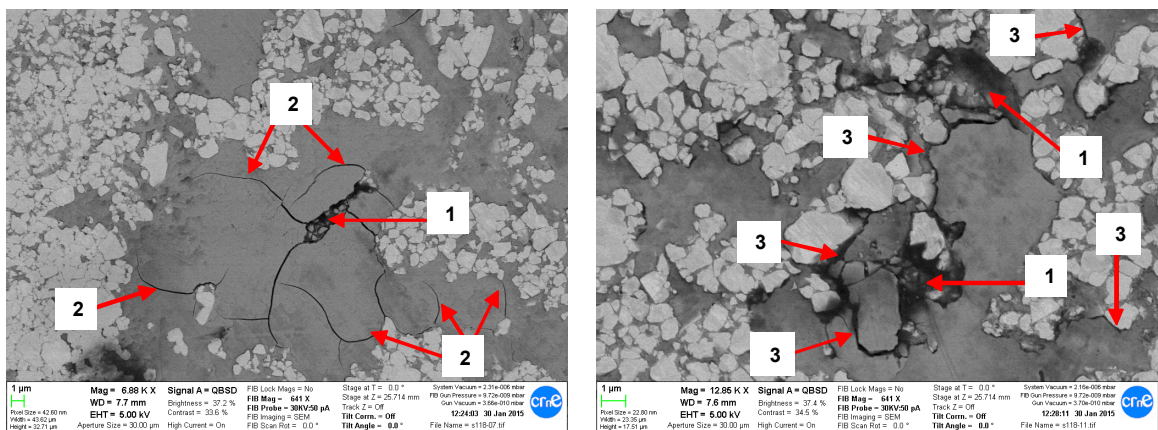 2
1
2
2
1 µm
Pixel Size = 42.60 nm
Width = 43.62 µm
Height = 32.71 µm
Mag = 6.88 K X
WD = 7.7 mm
EHT = 5.00 kV
Aperture Size = 30.00 µm
Signal A = QBSD
Brightness = 37.2 %
Contrast = 33.6 %
High Current = On
FIB Lock Mags = No
FIB Mag = 641 X
FIB Probe = 30KV:50 pA
FIB Imaging = SEM
FIB Scan Rot = 0.0 °
Stage at T = 0.0 °
Stage at Z = 25.714 mm
Track Z = Off
Tilt Corrn. = Off
Tilt Angle = 0.0 °
System Vacuum = 2.31e-006 mbar
FIB Gun Pressure = 9.72e-009 mbar
Gun Vacuum = 3.66e-010 mbar
12:24:03 30 Jan 2015
File Name = s118-07.tif
crne
3
3
1
3
3
1
3
1 µm
Pixel Size = 22.80 nm
Width = 23.35 µm
Height = 17.51 µm
Mag = 12.85 K X
WD = 7.6 mm
EHT = 5.00 kV
Aperture Size = 30.00 µm
Signal A = QBSD
Brightness = 37.4 %
Contrast = 34.5 %
High Current = On
FIB Lock Mags = No
FIB Mag = 641 X
FIB Probe = 30KV:50 pA
FIB Imaging = SEM
FIB Scan Rot = 0.0 °
Stage at T = 0.0 °
Stage at Z = 25.714 mm
Track Z = Off
Tilt Corrn. = Off
Tilt Angle = 0.0 °
System Vacuum = 2.16e-006 mbar
FIB Gun Pressure = 9.72e-009 mbar
Gun Vacuum = 3.70e-010 mbar
12:28:11 30 Jan 2015
File Name = s118-11.tif
crne